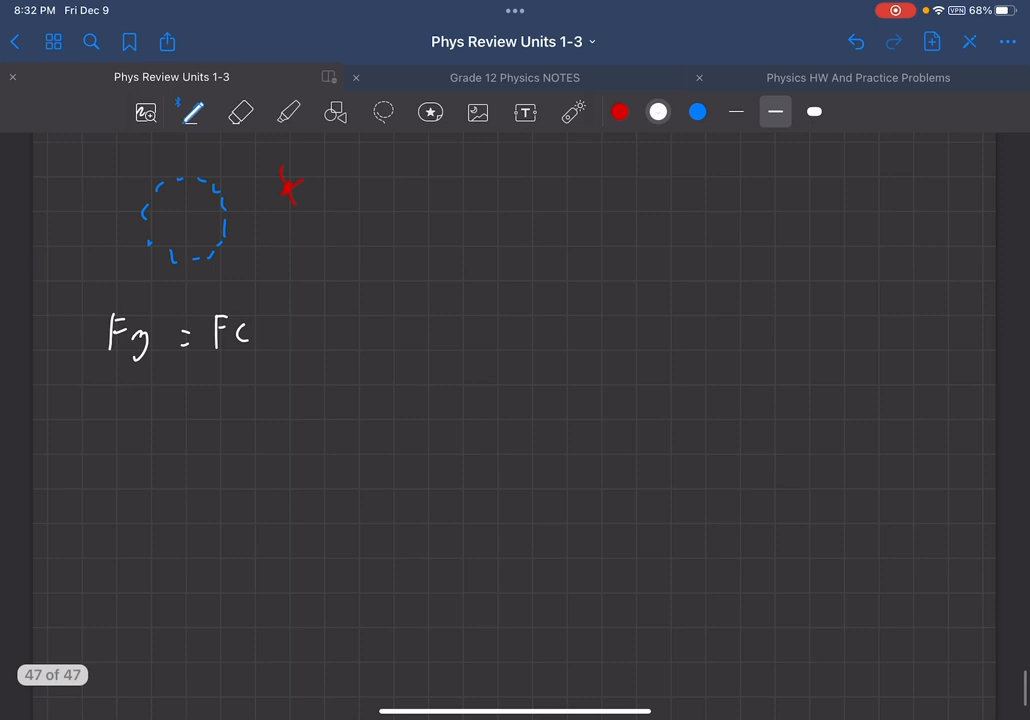 8:32 PM Fri Dec 9
VPN 68%
Phys Review Units 1-3
Phys Review Units 1-3
Grade 12 Physics NOTES
Physics HW And Practice Problems
T
Fg = Fc
47 of 47